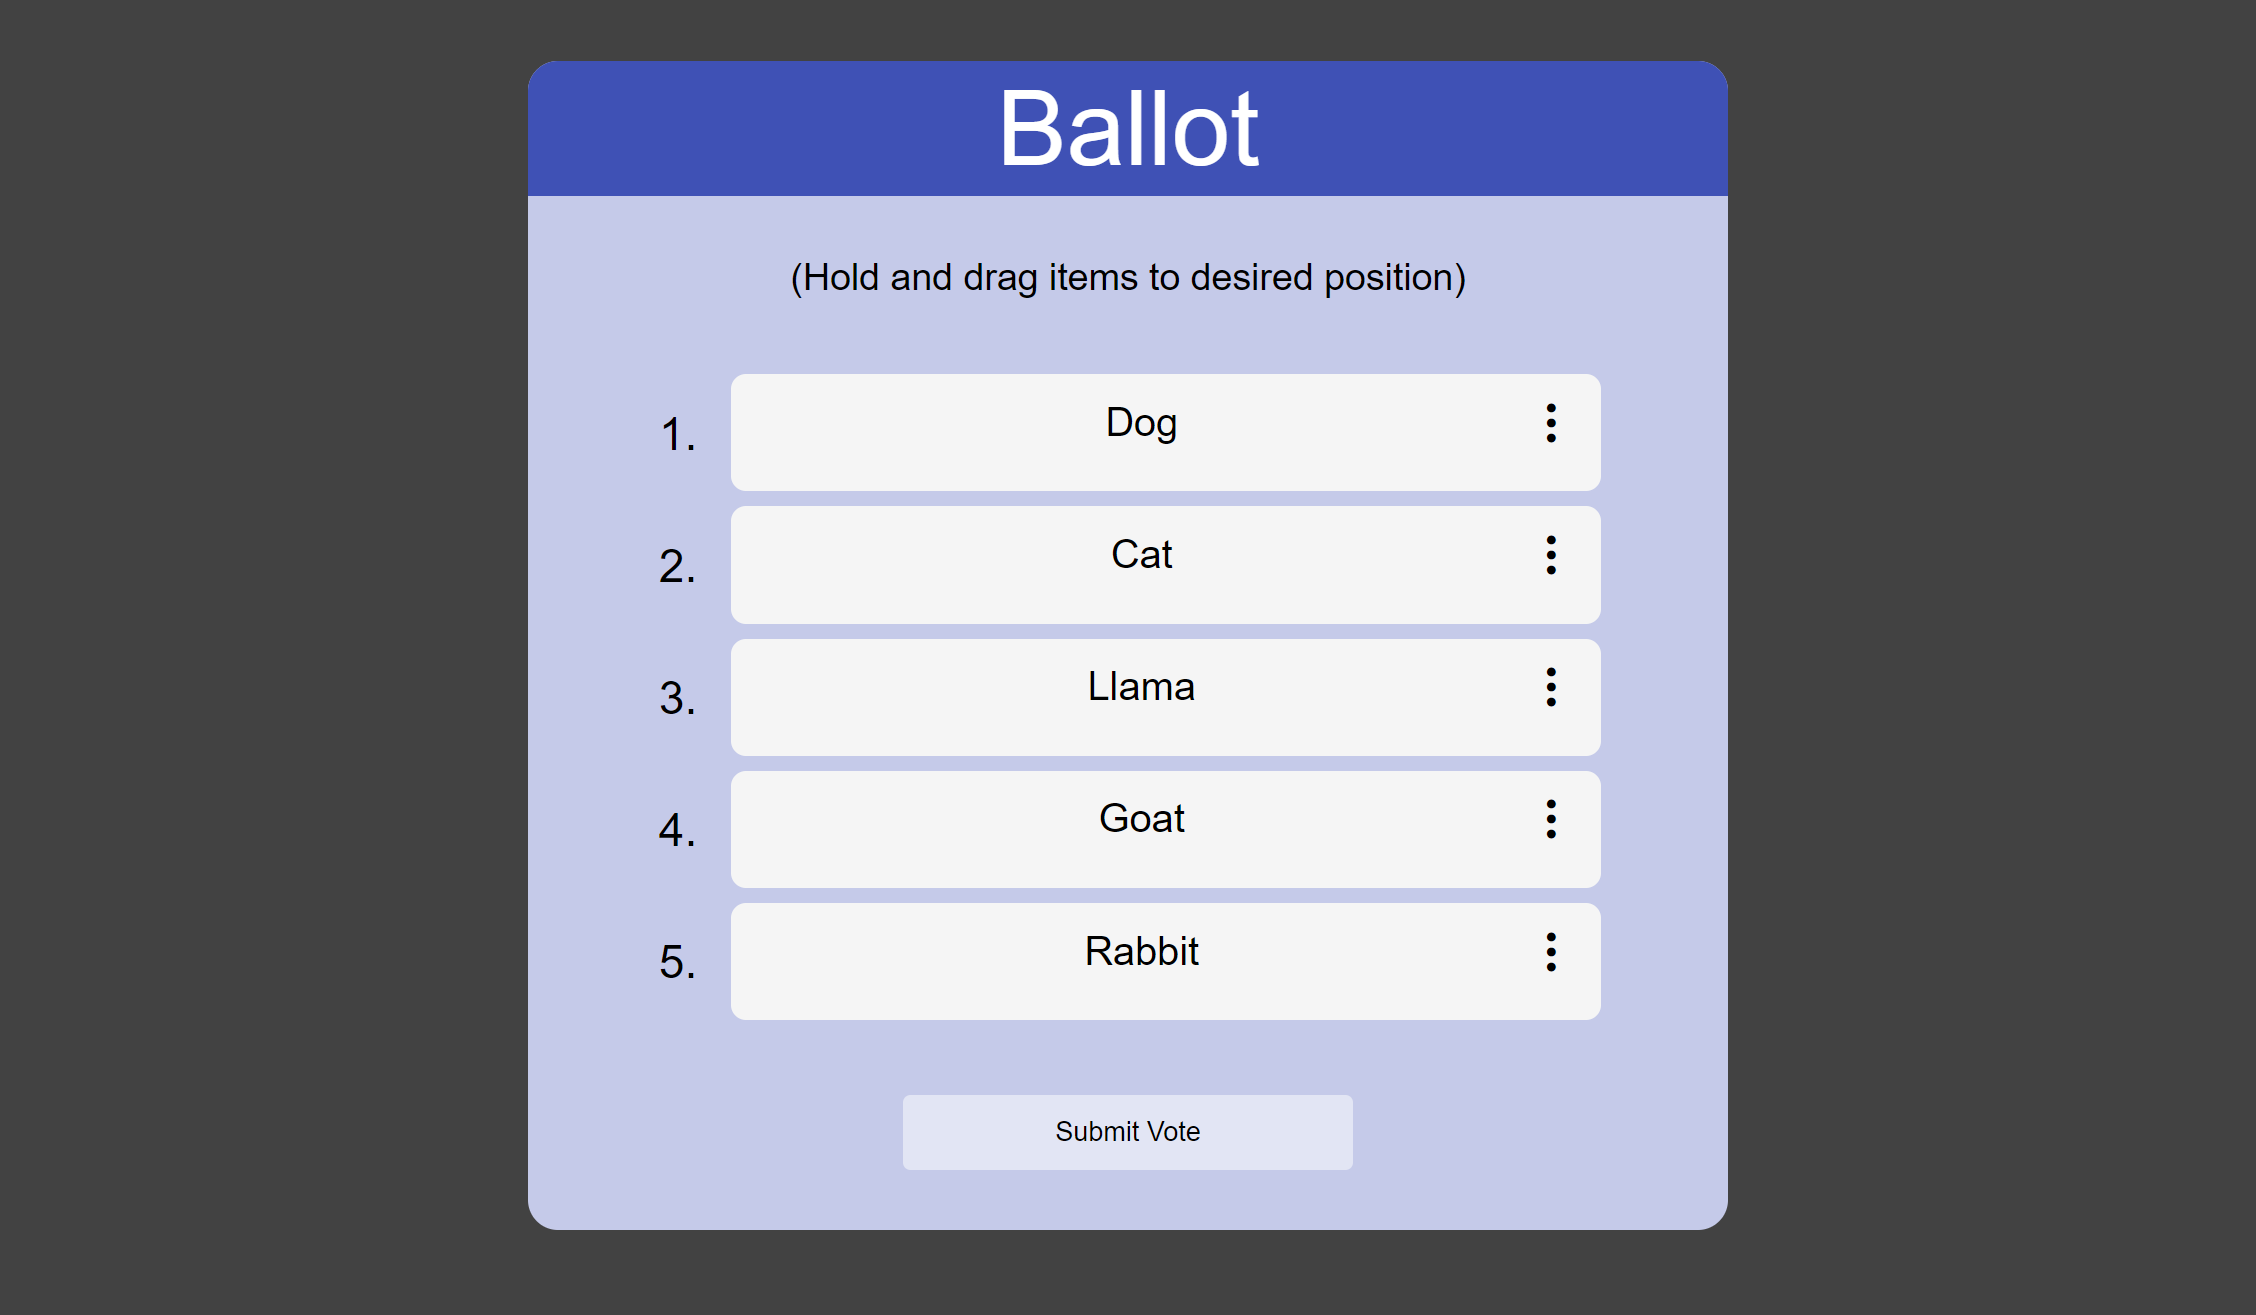 Ballot
(Hold and drag items to desired position)
1. Dog
2. Cat
3. Llama
4. Goat
5. Rabbit
Submit Vote